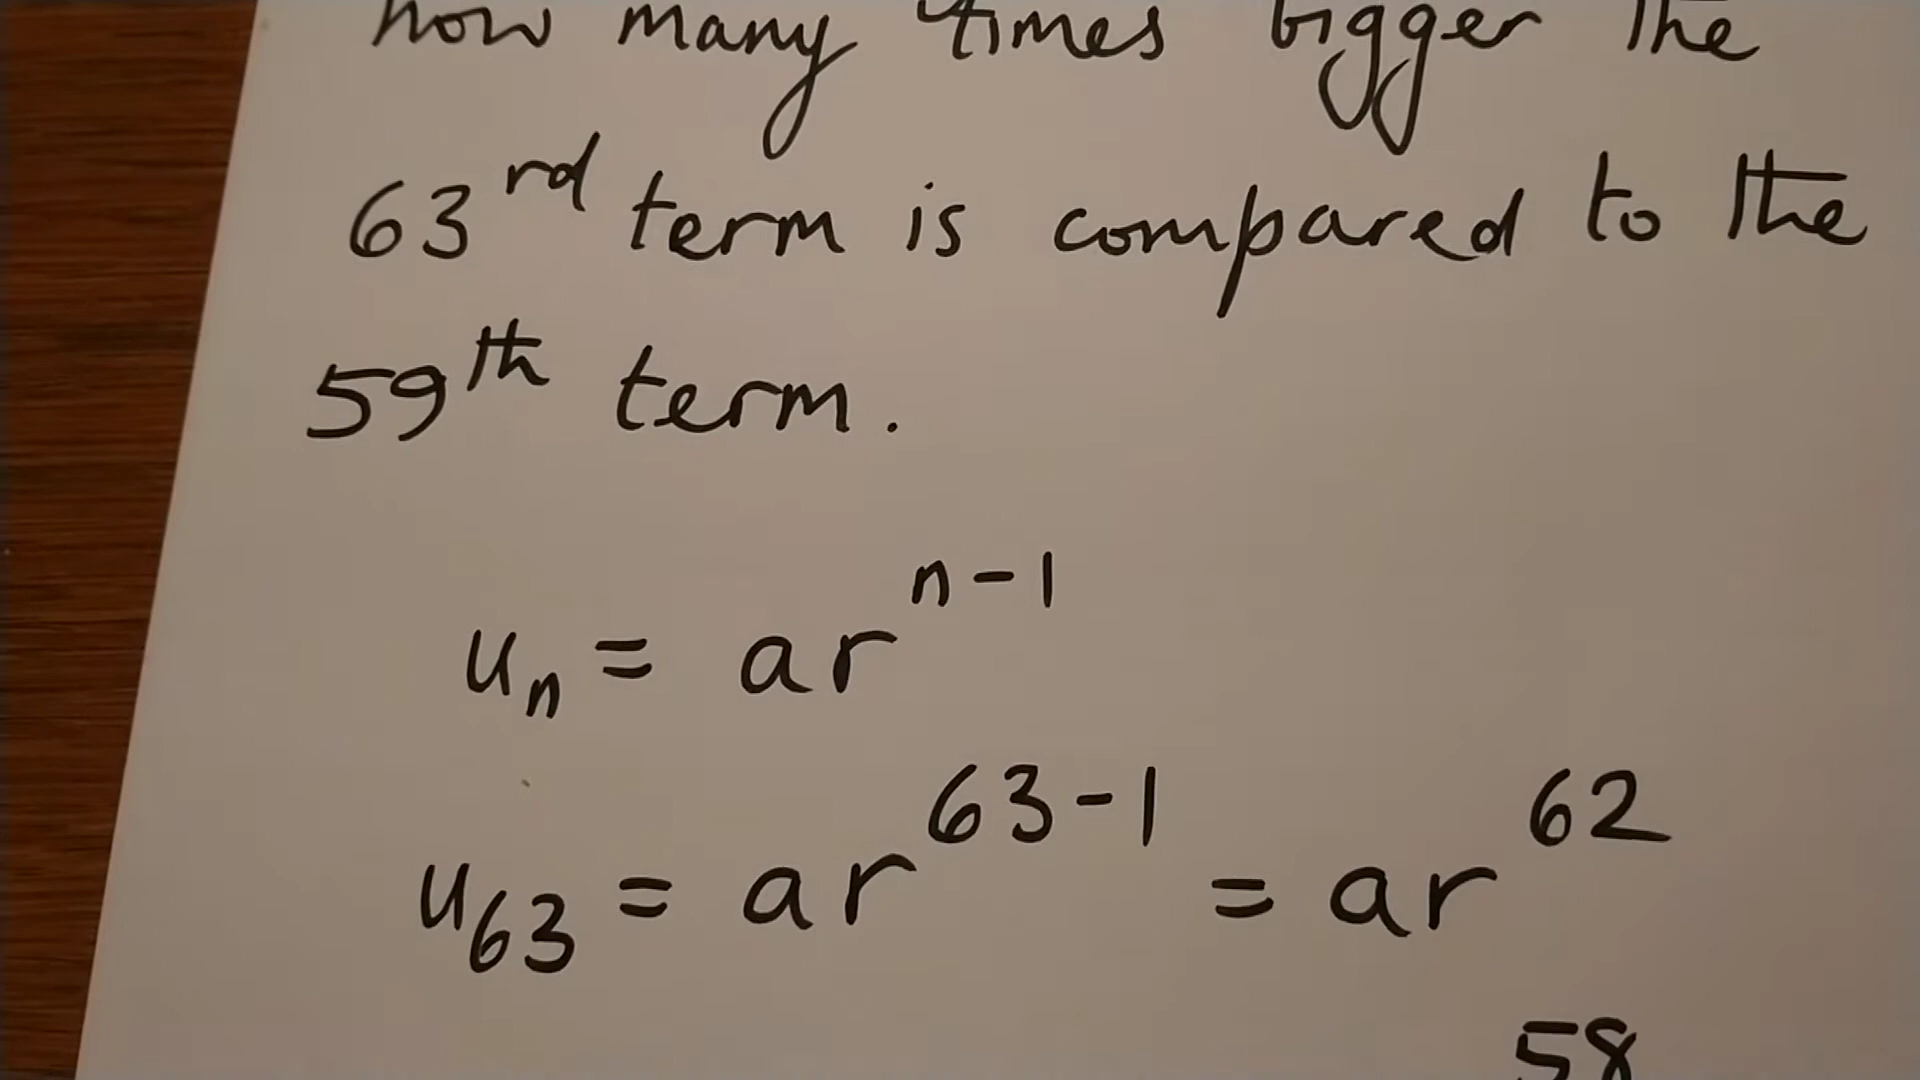 how many times bigger the
63rd term is compared to the
59th term.
uₙ = ar^(n-1)
u₆₃ = ar^(63-1) = ar^62
58